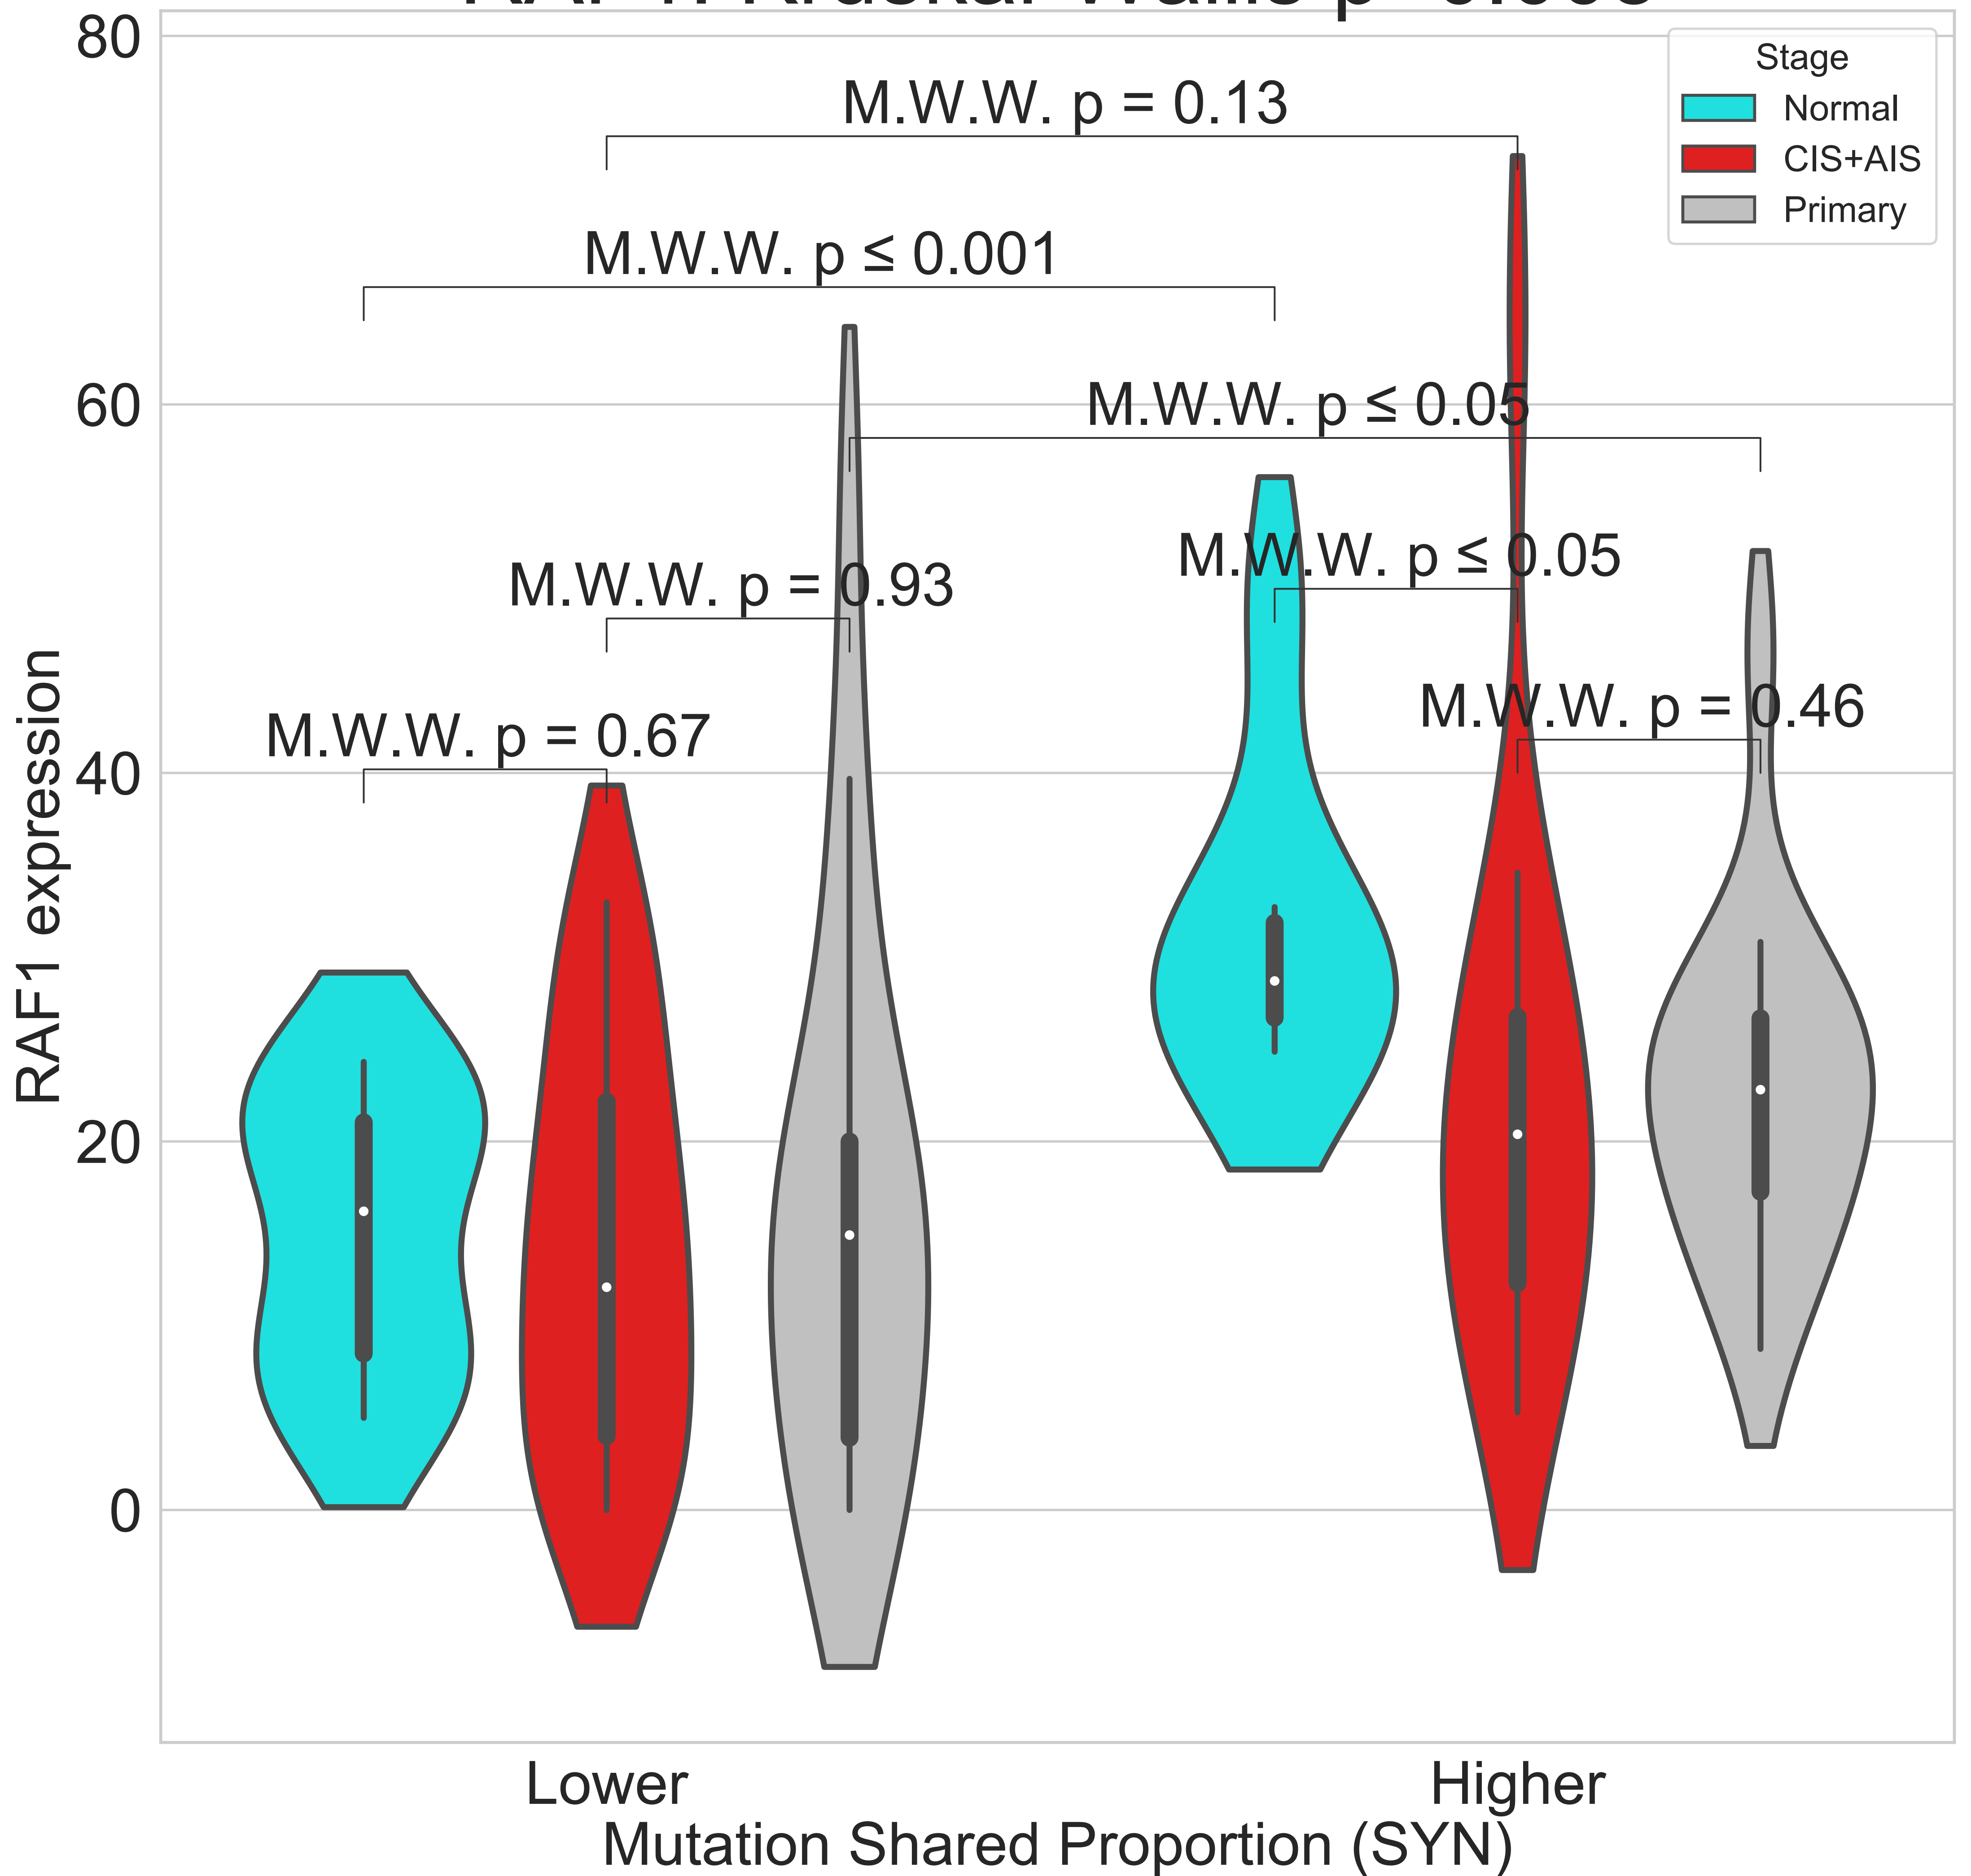 80
Stage
Normal
M.W.W. p = 0.13
CIS+AIS
Primary
M.W.W. p ≤ 0.001
60
M.W.W. p ≤ 0.05
M.W.W. p ≤ 0.05
M.W.W. p = 0.93
M.W.W. p = 0.46
M.W.W. p = 0.67
40
RAF1 expression
20
0
Lower
Higher
Mutation Shared Proportion (SYN)